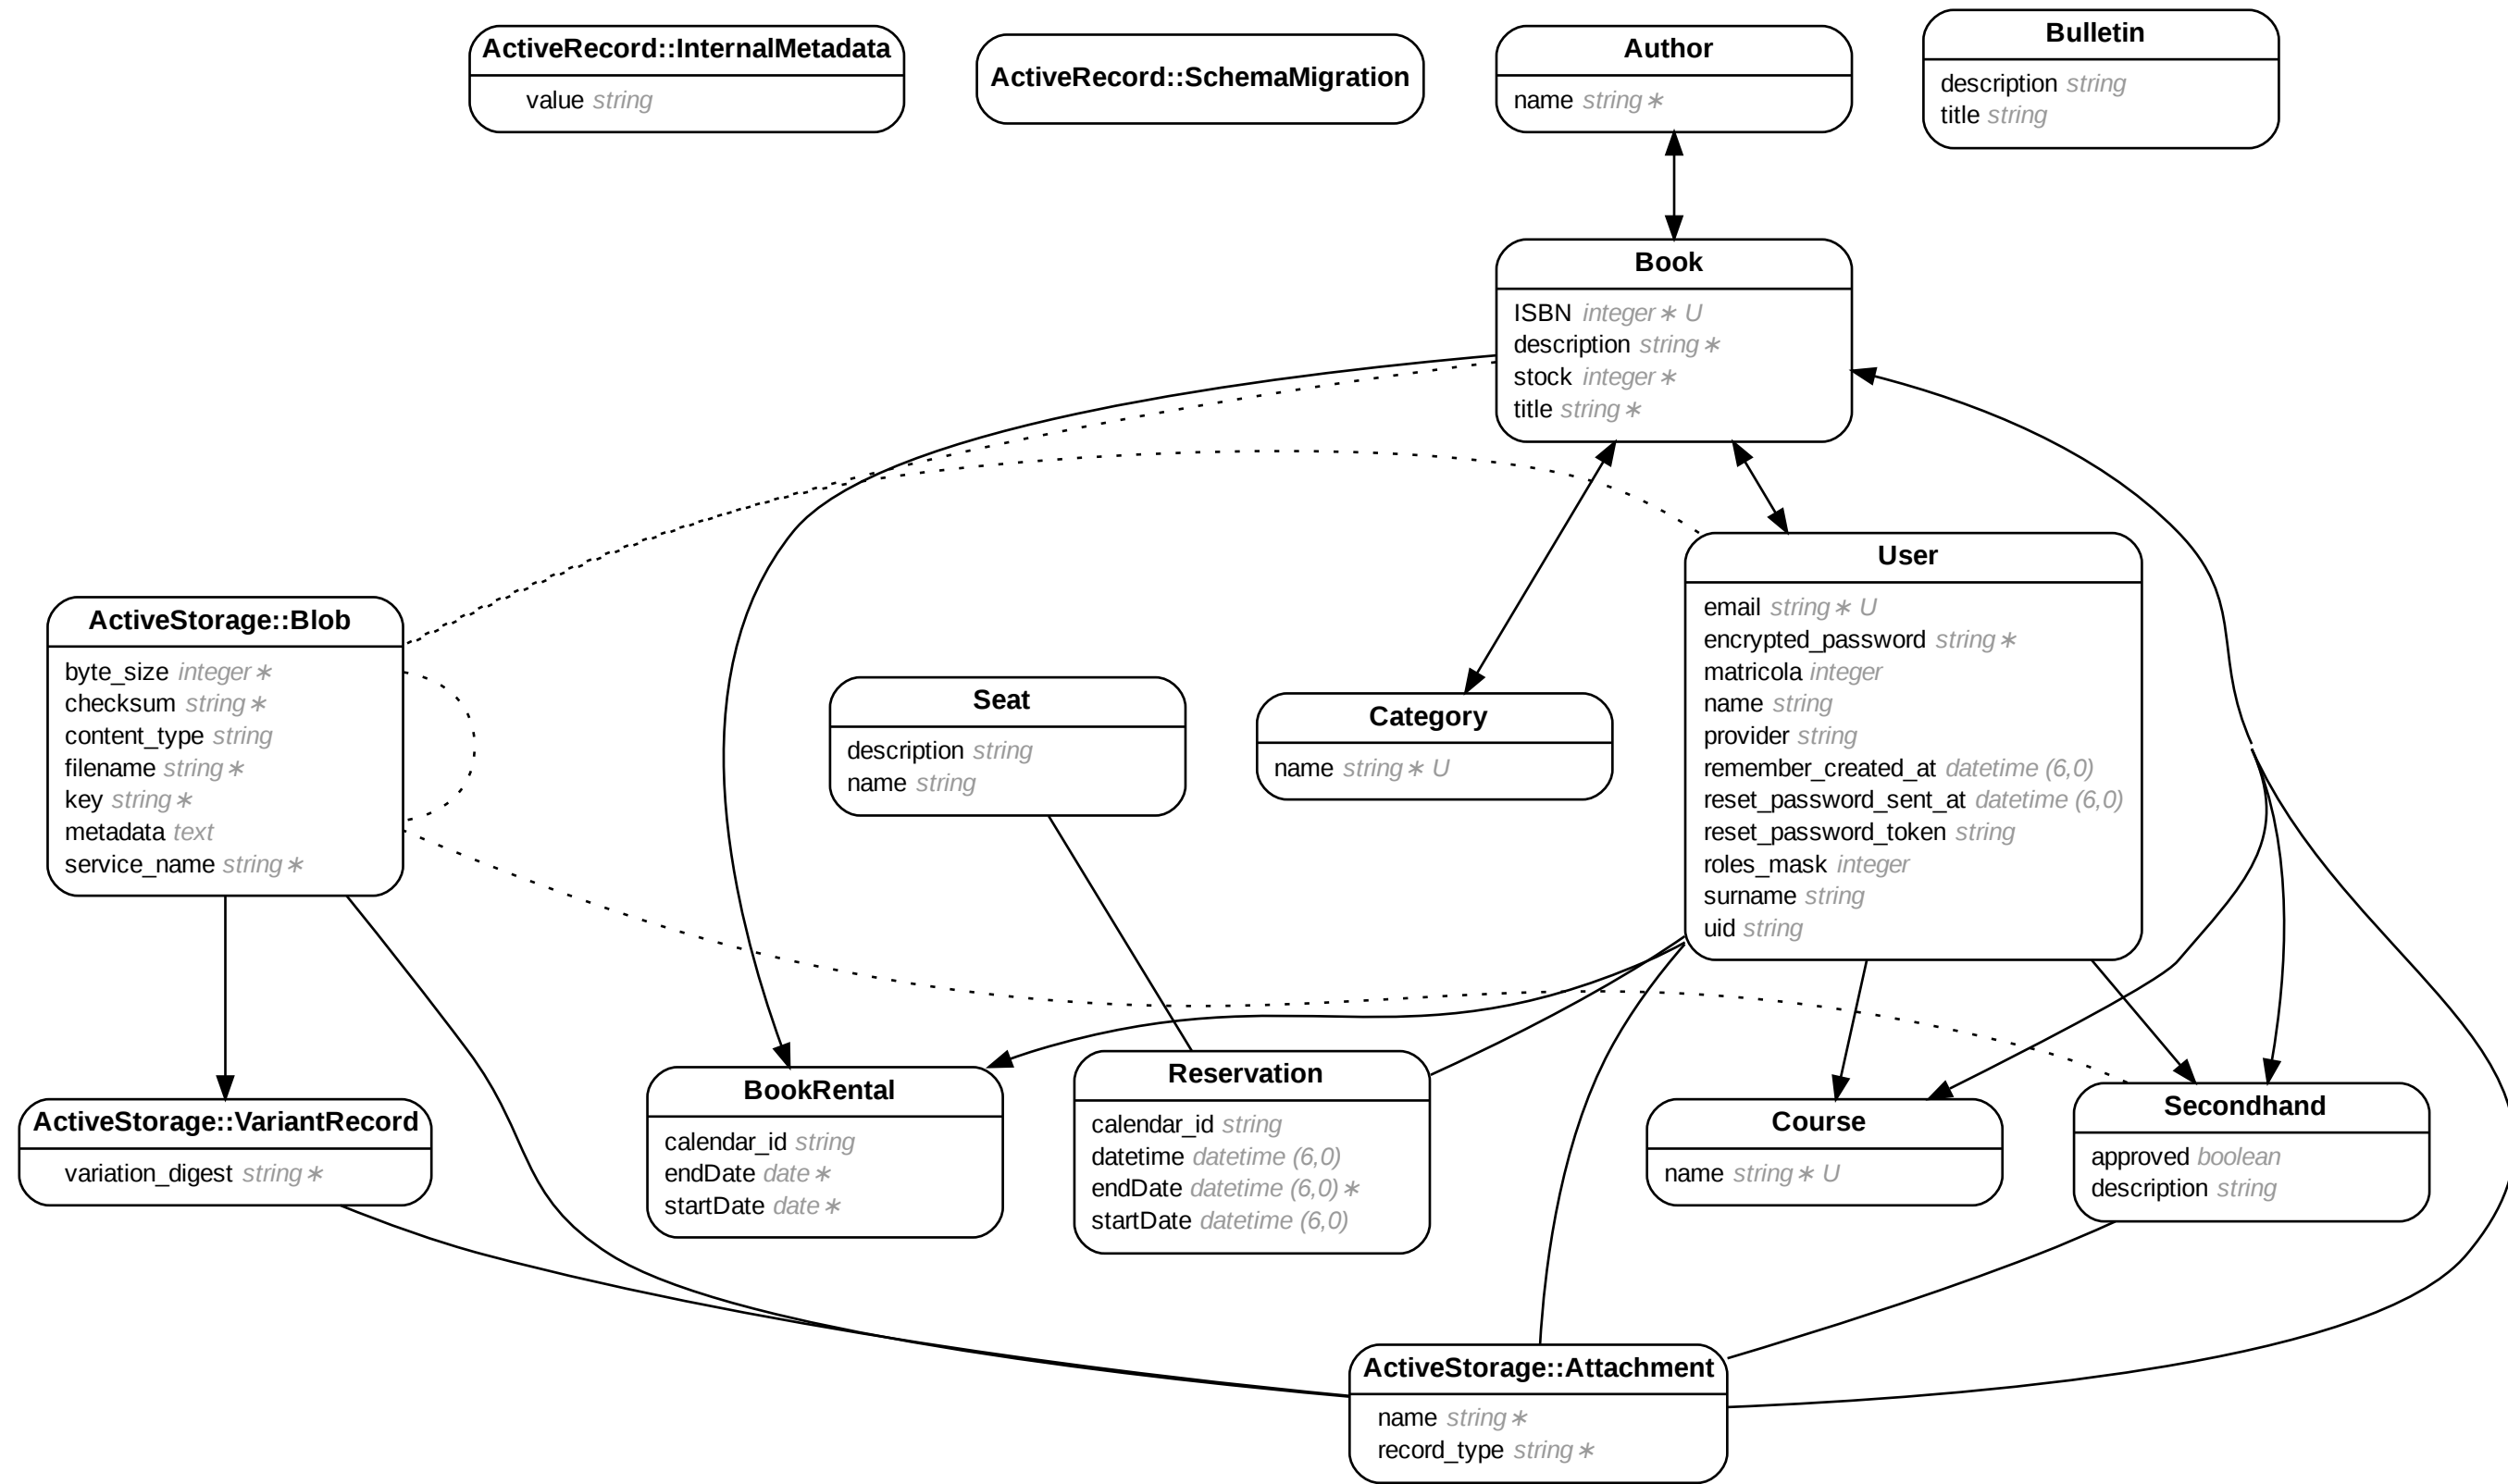 ActiveRecord::InternalMetadata
value string
ActiveRecord::SchemaMigration
Author
name string ∗
Bulletin
description string
title string
Book
ISBN integer ∗ U
description string ∗
stock integer ∗
title string ∗
User
email string ∗ U
encrypted_password string ∗
matricola integer
name string
provider string
remember_created_at datetime (6,0)
reset_password_sent_at datetime (6,0)
reset_password_token string
roles_mask integer
surname string
uid string
ActiveStorage::Blob
byte_size integer ∗
checksum string ∗
content_type string
filename string ∗
key string ∗
metadata text
service_name string ∗
Seat
description string
name string
Category
name string ∗ U
ActiveStorage::VariantRecord
variation_digest string ∗
BookRental
calendar_id string
endDate date ∗
startDate date ∗
Reservation
calendar_id string
datetime datetime (6,0)
endDate datetime (6,0) ∗
startDate datetime (6,0)
Course
name string ∗ U
Secondhand
approved boolean
description string
ActiveStorage::Attachment
name string ∗
record_type string ∗